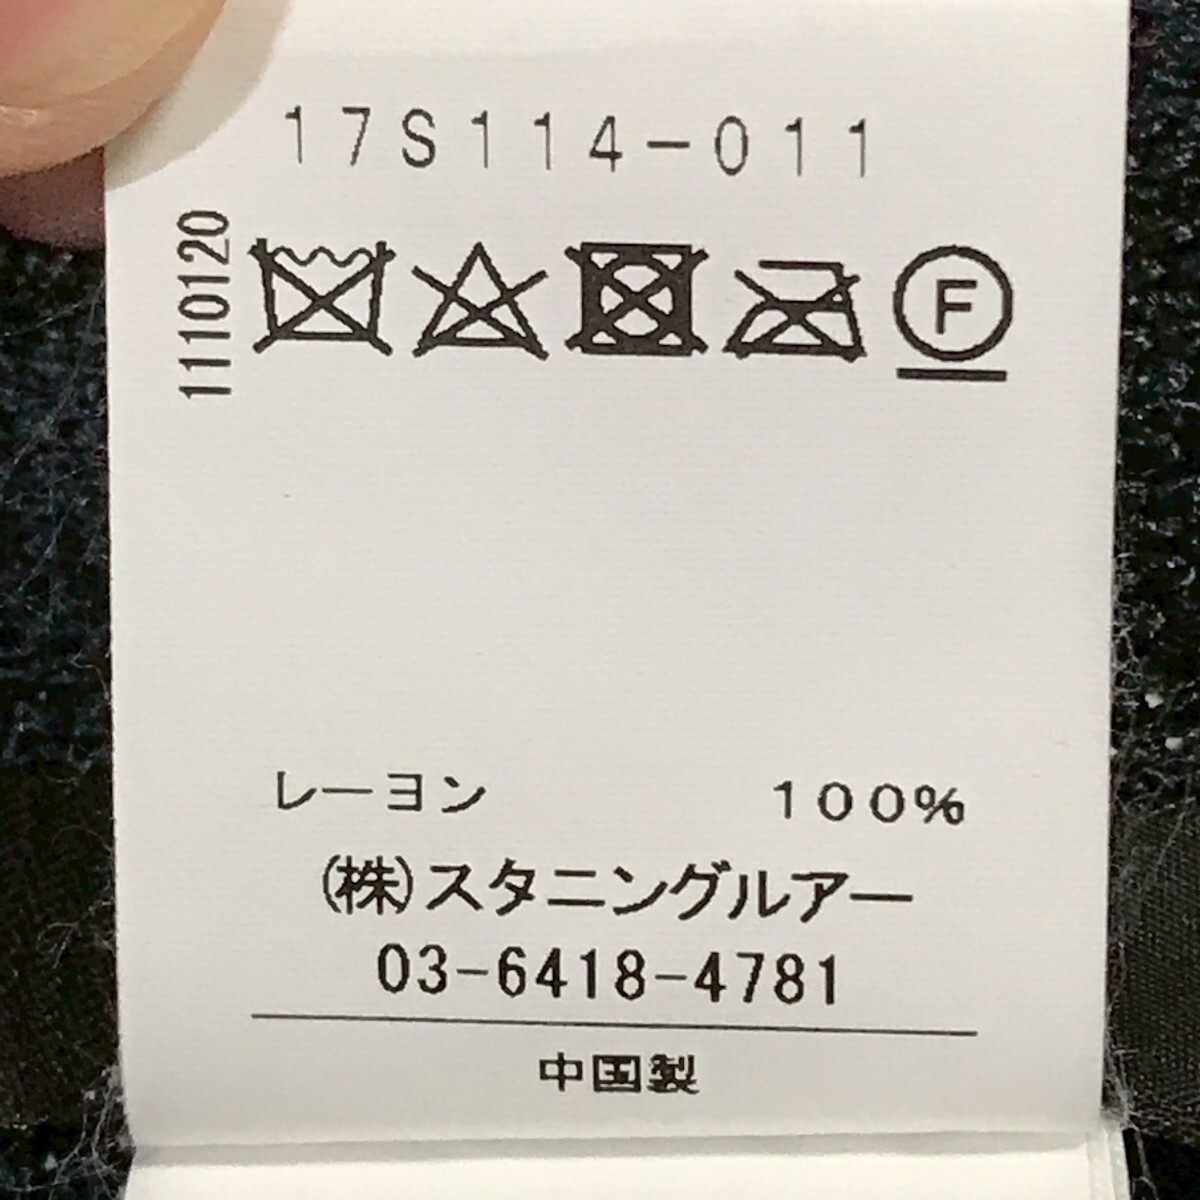 17S114-011
1110120
F
レーヨン 100%
(株)スタニングルアー
03-6418-4781
中国製